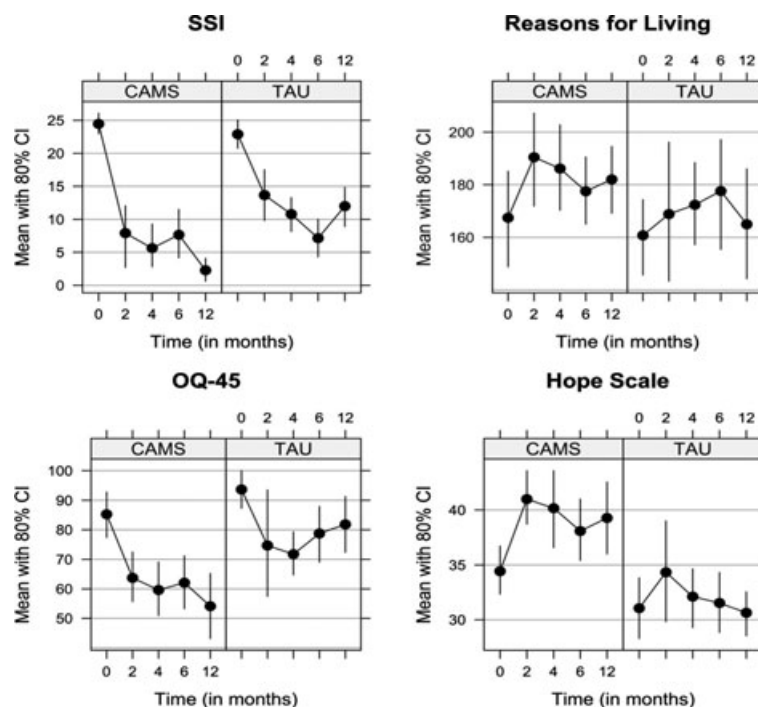 SSI
0 2 4 6 12
CAMS TAU
Mean with 80% CI
25
20
15
10
5
0
0 2 4 6 12
Time (in months)
Reasons for Living
0 2 4 6 12
CAMS TAU
Mean with 80% CI
200
180
160
0 2 4 6 12
Time (in months)
OQ-45
0 2 4 6 12
CAMS TAU
Mean with 80% CI
100
90
80
70
60
50
0 2 4 6 12
Time (in months)
Hope Scale
0 2 4 6 12
CAMS TAU
Mean with 80% CI
40
35
30
0 2 4 6 12
Time (in months)